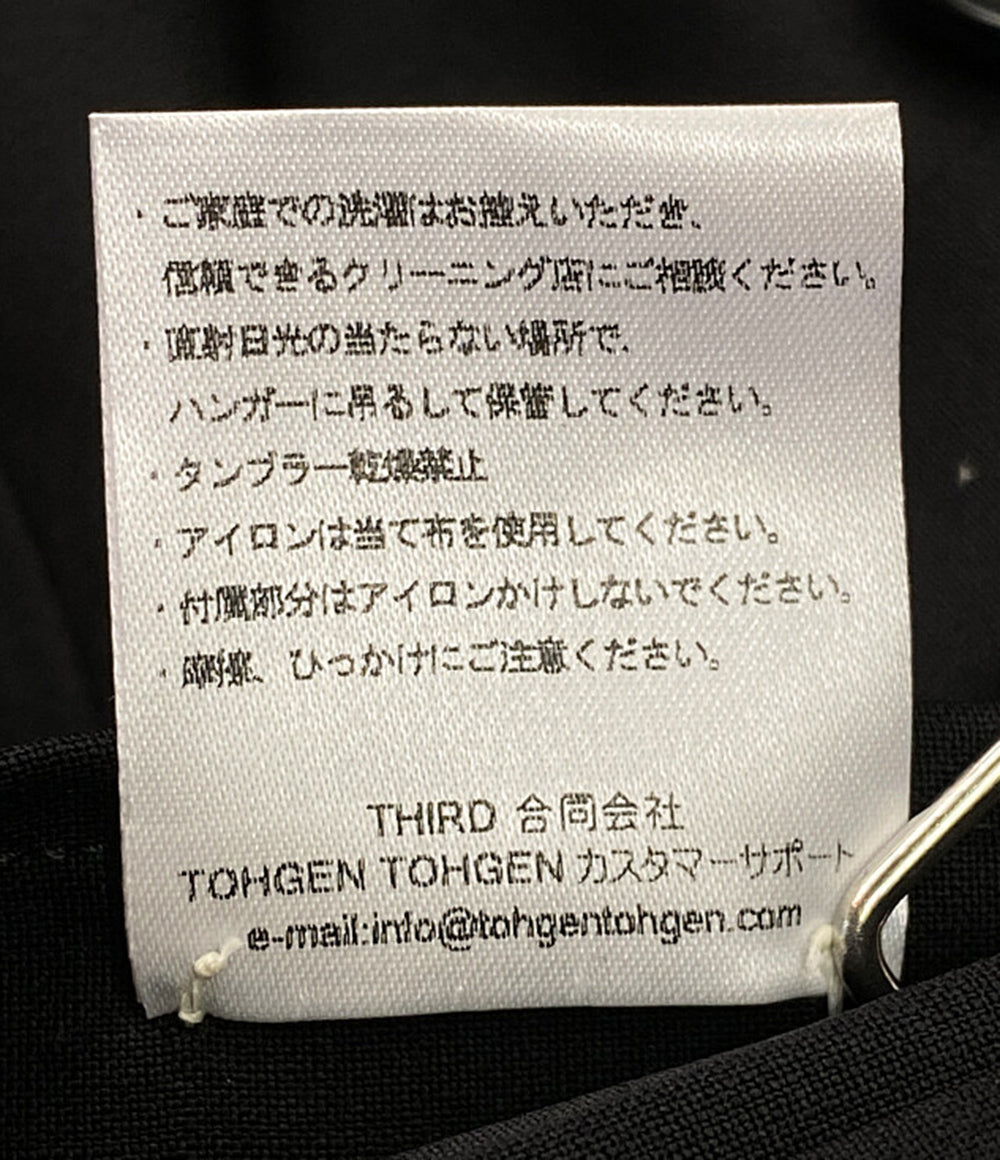 ・ご家庭での洗濯はお控えいただき、
信頼できるクリーニング店にご相談ください。
・直射日光の当たらない場所で、
ハンガーに吊るして保管してください。
・タンブラー乾燥禁止
・アイロンは当て布を使用してください。
・付属部分はアイロンかけしないでください。
・摩擦、ひっかけにご注意ください。
THIRD 合同会社
TOHGEN TOHGEN カスタマーサポート
e-mail:info@tohgentohgen.com